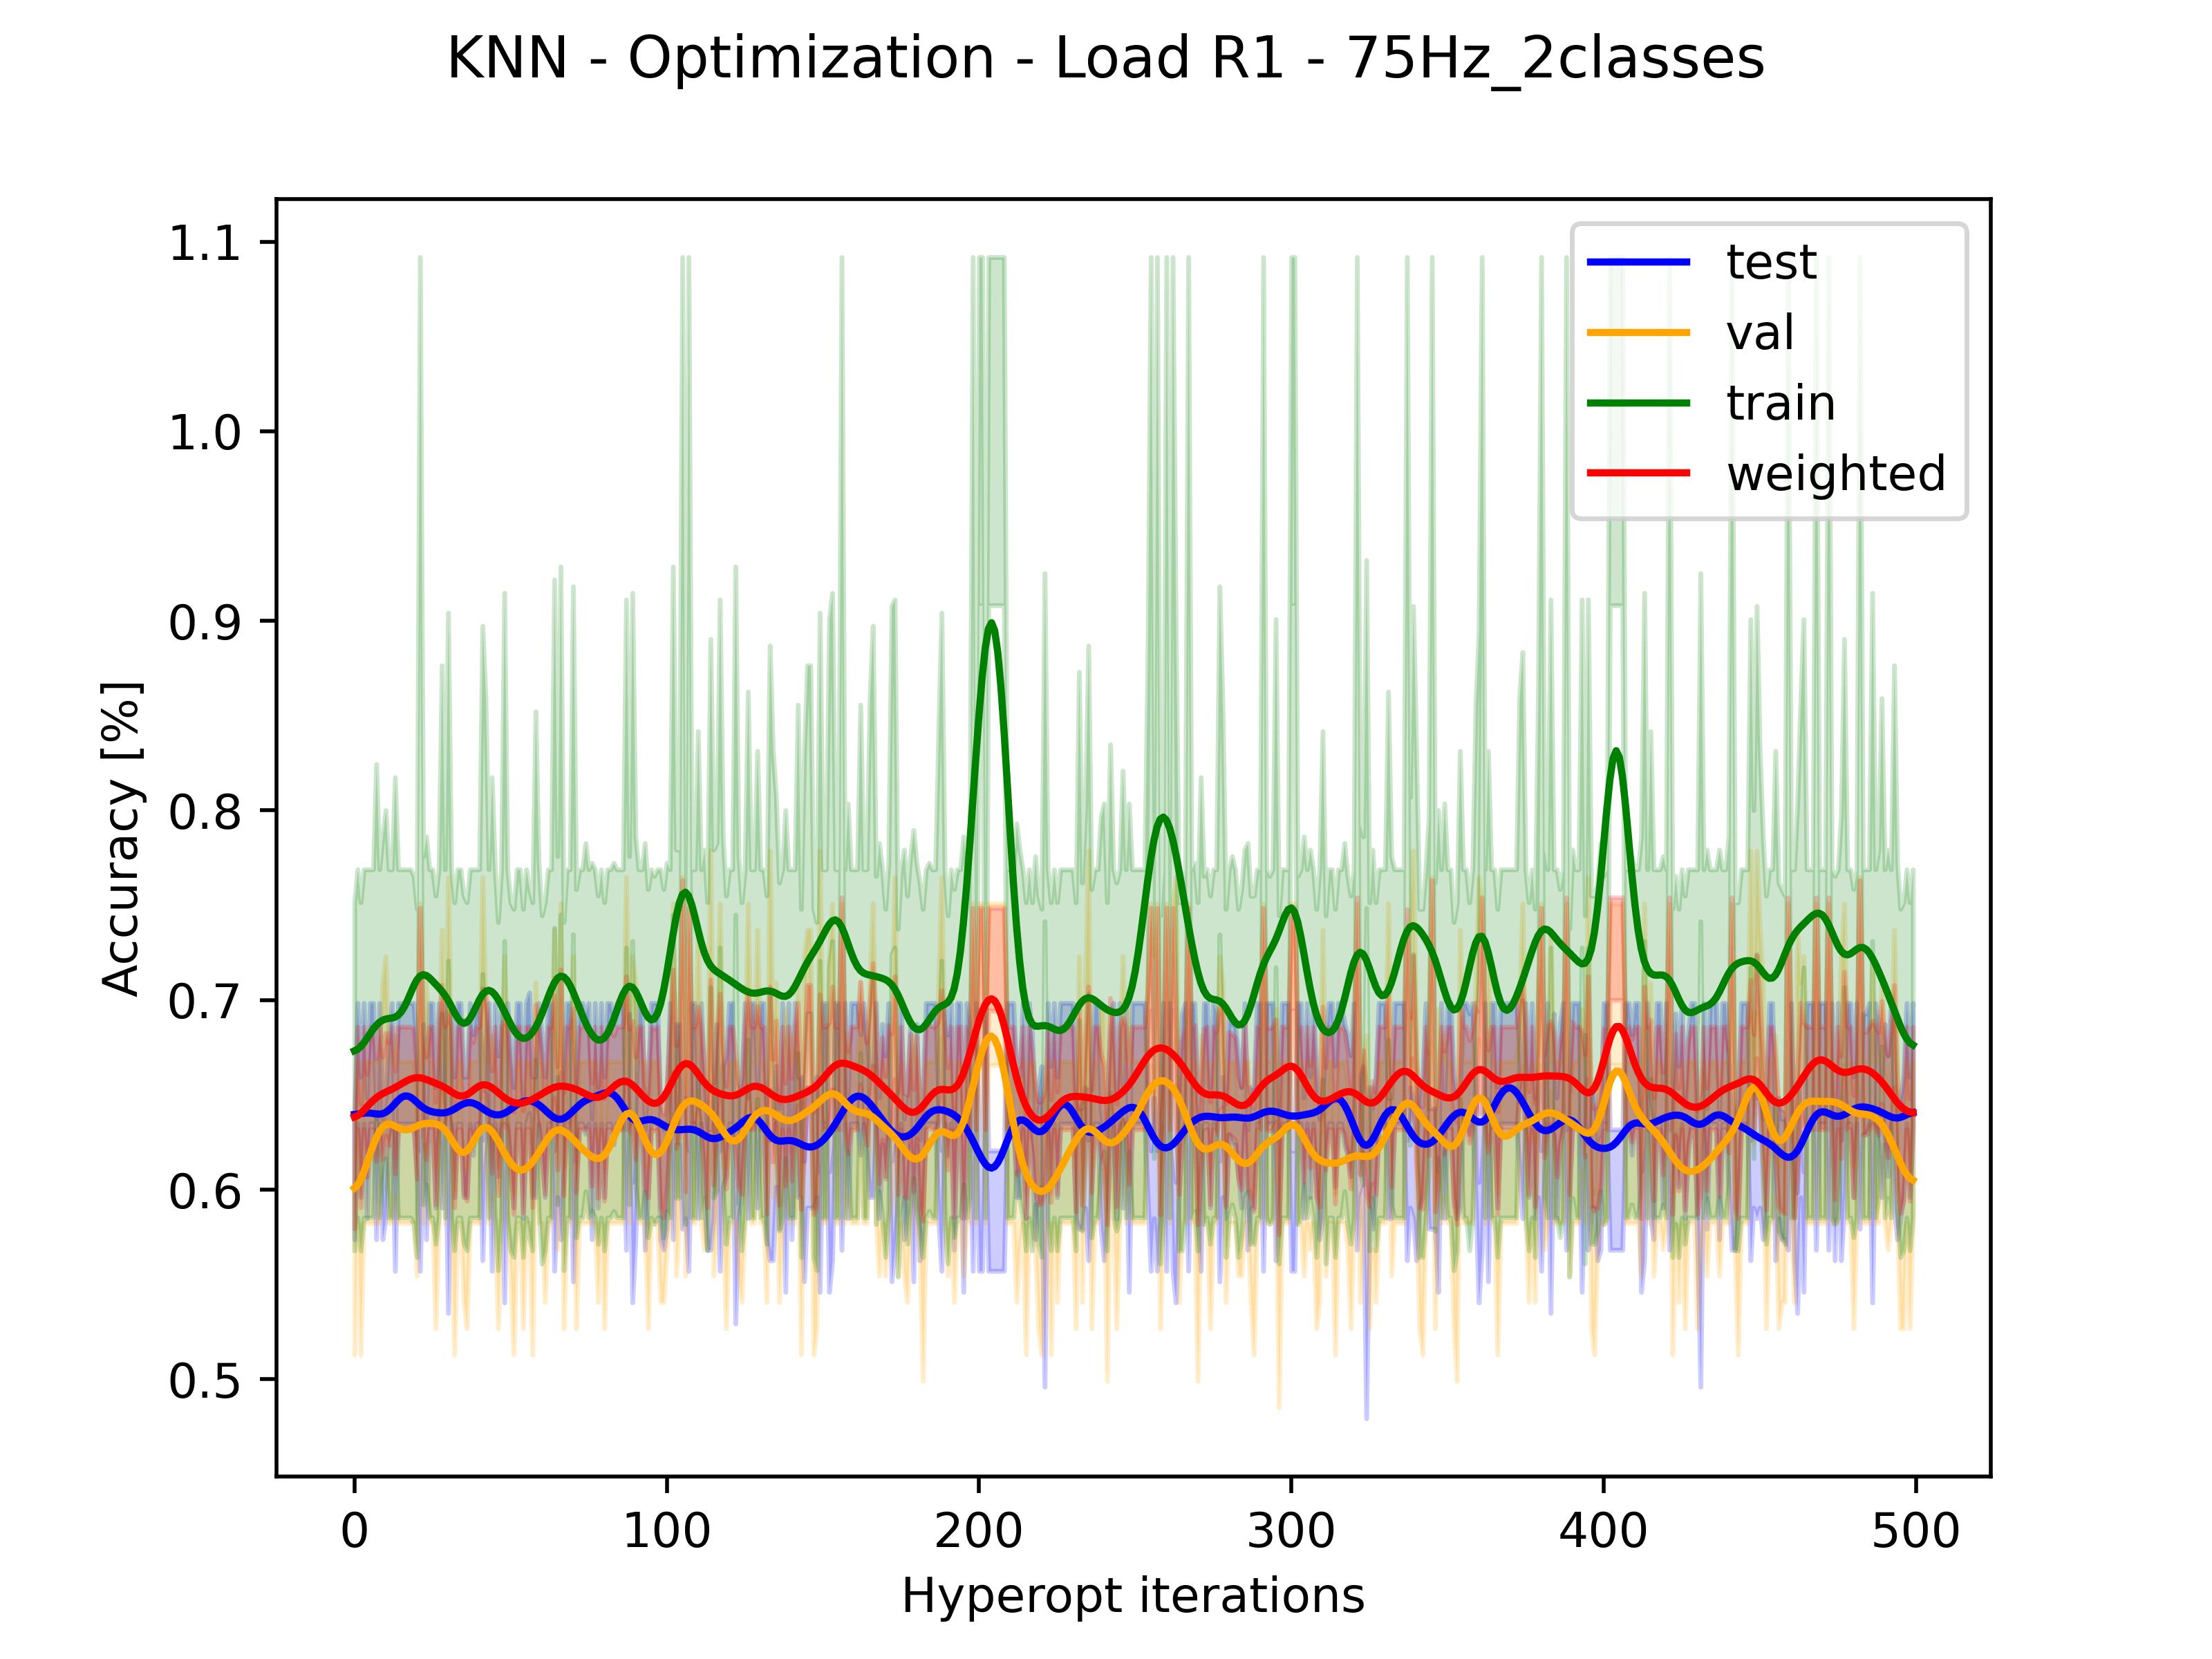 KNN - Optimization - Load R1 - 75Hz_2classes
1.1
1.0
0.9
0.8
0.7
0.6
0.5
Accuracy [%]
test
val
train
weighted
0 100 200 300 400 500
Hyperopt iterations